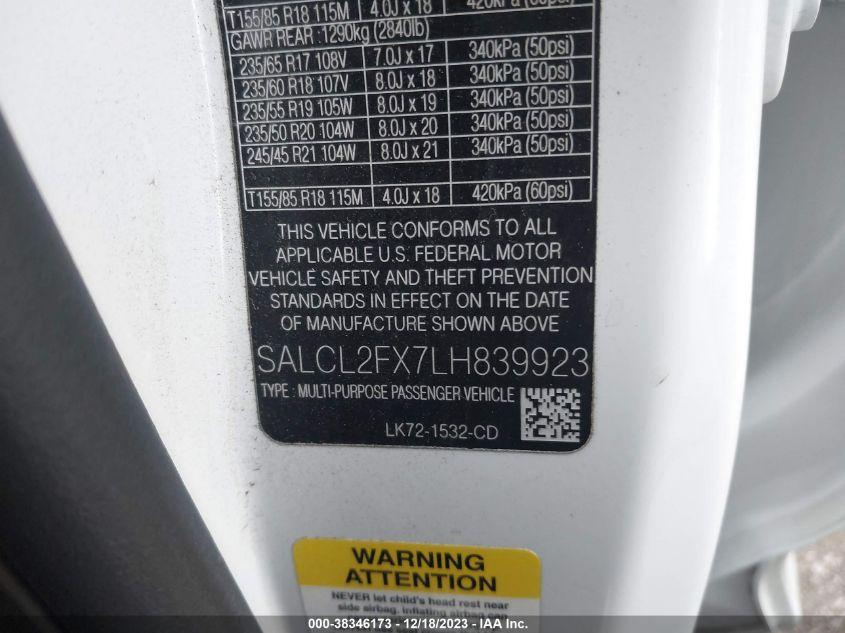 T155/85 R18 115M 4.0J x 18 420kPa (60psi)
GAWR REAR : 1290kg (2840lb)
235/65 R17 108V 7.0J x 17 340kPa (50psi)
235/60 R18 107V 8.0J x 18 340kPa (50psi)
235/55 R19 105W 8.0J x 19 340kPa (50psi)
235/50 R20 104W 8.0J x 20 340kPa (50psi)
245/45 R21 104W 8.0J x 21 340kPa (50psi)
T155/85 R18 115M 4.0J x 18 420kPa (60psi)
THIS VEHICLE CONFORMS TO ALL
APPLICABLE U.S. FEDERAL MOTOR
VEHICLE SAFETY AND THEFT PREVENTION
STANDARDS IN EFFECT ON THE DATE
OF MANUFACTURE SHOWN ABOVE
SALCL2FX7LH839923
TYPE : MULTI-PURPOSE PASSENGER VEHICLE
LK72-1532-CD
WARNING
ATTENTION
NEVER let child's head rest near
side airbag. Inflating airbag can
000-38346173 - 12/18/2023 - IAA Inc.